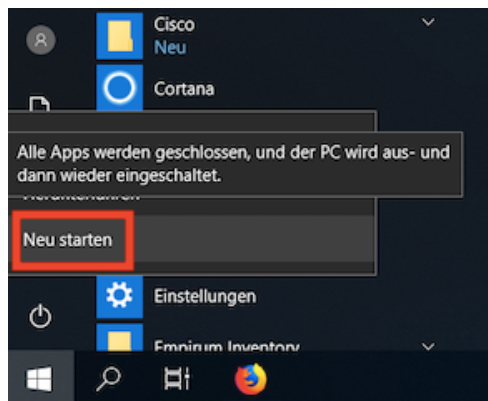 Cisco
Neu
Cortana
Alle Apps werden geschlossen, und der PC wird aus- und
dann wieder eingeschaltet.
Herunterfahren
Neu starten
Einstellungen
Empirum Inventory